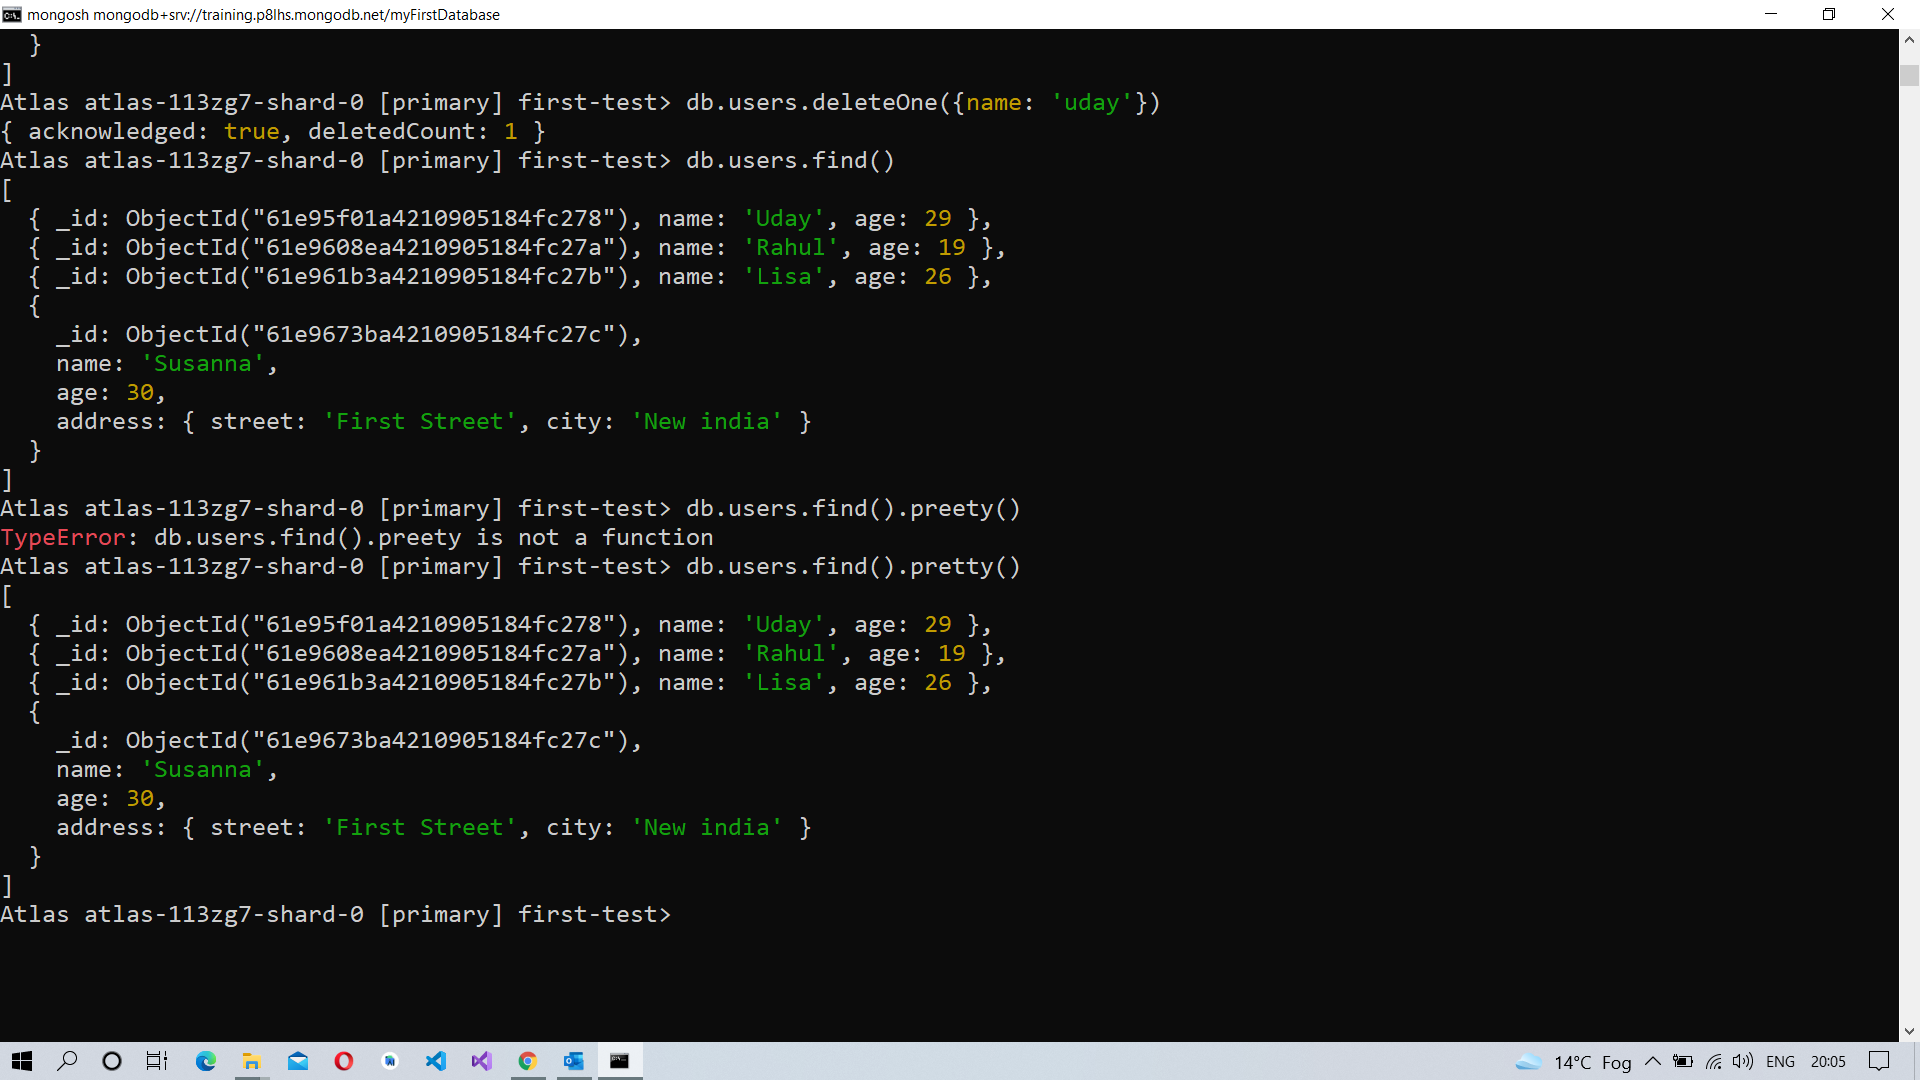 mongosh mongodb+srv://training.p8lhs.mongodb.net/myFirstDatabase
  }
]
Atlas atlas-113zg7-shard-0 [primary] first-test> db.users.deleteOne({name: 'uday'})
{ acknowledged: true, deletedCount: 1 }
Atlas atlas-113zg7-shard-0 [primary] first-test> db.users.find()
[
  { _id: ObjectId("61e95f01a4210905184fc278"), name: 'Uday', age: 29 },
  { _id: ObjectId("61e9608ea4210905184fc27a"), name: 'Rahul', age: 19 },
  { _id: ObjectId("61e961b3a4210905184fc27b"), name: 'Lisa', age: 26 },
  {
    _id: ObjectId("61e9673ba4210905184fc27c"),
    name: 'Susanna',
    age: 30,
    address: { street: 'First Street', city: 'New india' }
  }
]
Atlas atlas-113zg7-shard-0 [primary] first-test> db.users.find().preety()
TypeError: db.users.find().preety is not a function
Atlas atlas-113zg7-shard-0 [primary] first-test> db.users.find().pretty()
[
  { _id: ObjectId("61e95f01a4210905184fc278"), name: 'Uday', age: 29 },
  { _id: ObjectId("61e9608ea4210905184fc27a"), name: 'Rahul', age: 19 },
  { _id: ObjectId("61e961b3a4210905184fc27b"), name: 'Lisa', age: 26 },
  {
    _id: ObjectId("61e9673ba4210905184fc27c"),
    name: 'Susanna',
    age: 30,
    address: { street: 'First Street', city: 'New india' }
  }
]
Atlas atlas-113zg7-shard-0 [primary] first-test>
14°C Fog ENG 20:05